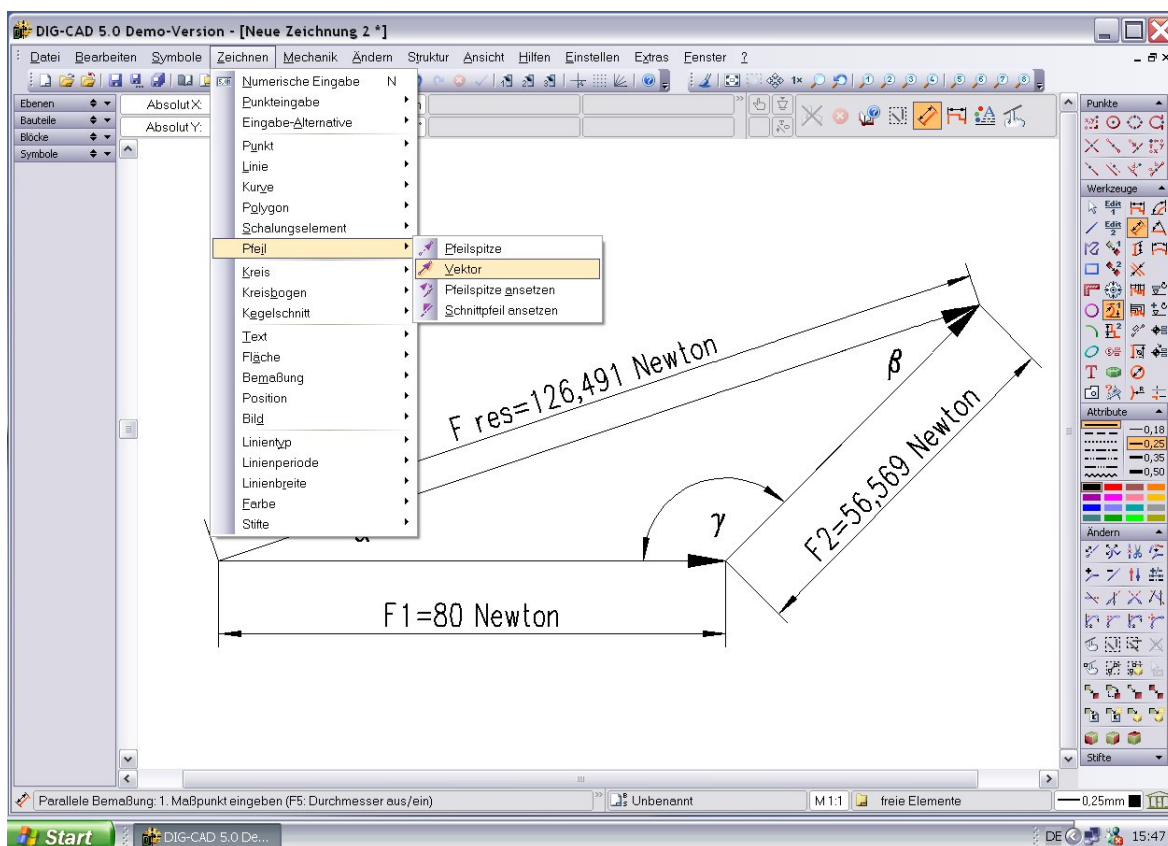 DIG-CAD 5.0 Demo-Version - [Neue Zeichnung 2 *]
Datei Bearbeiten Symbole Zeichnen Mechanik Ändern Struktur Ansicht Hilfen Einstellen Extras Fenster ?
Ebenen
Bauteile
Blöcke
Symbole
Absolut X:
Absolut Y:
Numerische Eingabe N
Punkteingabe
Eingabe-Alternative
Punkt
Linie
Kurve
Polygon
Schalungselement
Pfeil
Kreis
Kreisbogen
Kegelschnitt
Text
Fläche
Bemaßung
Position
Bild
Linientyp
Linienperiode
Linienbreite
Farbe
Stifte
Pfeilspitze
Vektor
Pfeilspitze ansetzen
Schnittpfeil ansetzen
F res=126,491 Newton
β
γ
F2=56,569 Newton
F1=80 Newton
Punkte
Werkzeuge
Edit 1
Edit 2
Attribute
0,18
0,25
0,35
0,50
Ändern
Stifte
Parallele Bemaßung: 1. Maßpunkt eingeben (F5: Durchmesser aus/ein)
Unbenannt
M 1:1
freie Elemente
0,25mm
Start
DIG-CAD 5.0 De...
DE
15:47